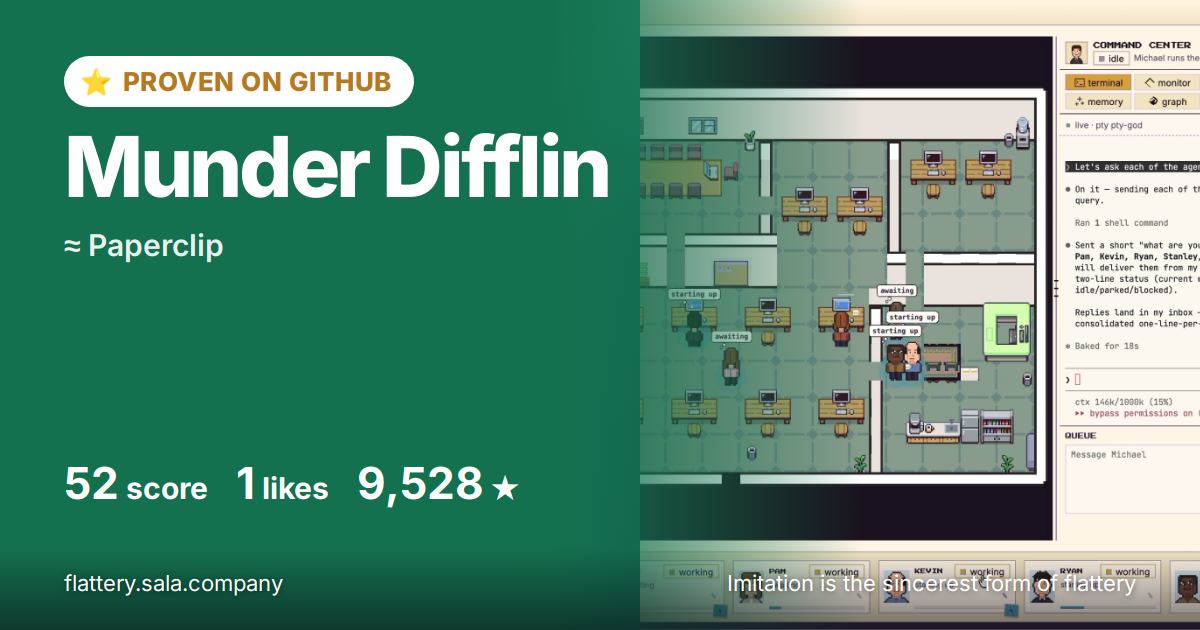 ⭐ PROVEN ON GITHUB
Munder Difflin
≈ Paperclip
52 score 1 likes 9,528 ★
flattery.sala.company
Imitation is the sincerest form of flattery
COMMAND CENTER
idle
Michael runs the
terminal
monitor
memory
graph
live · pty pty-god
Let's ask each of the
On it — sending each of
query.
Ran 1 shell command
Sent a short "what are
Pam, Kevin, Ryan, Stanley,
will deliver them from my
two-line status (current
idle/parked/blocked).
Replies land in my inbox –
consolidated one-line-per-
Baked for 18s
ctx 146k/1000k (15%)
bypass permissions on
QUEUE
Message Michael
starting up
awaiting
awaiting
starting up
starting up
working
PAM
working
KEVIN
working
RYAN
working